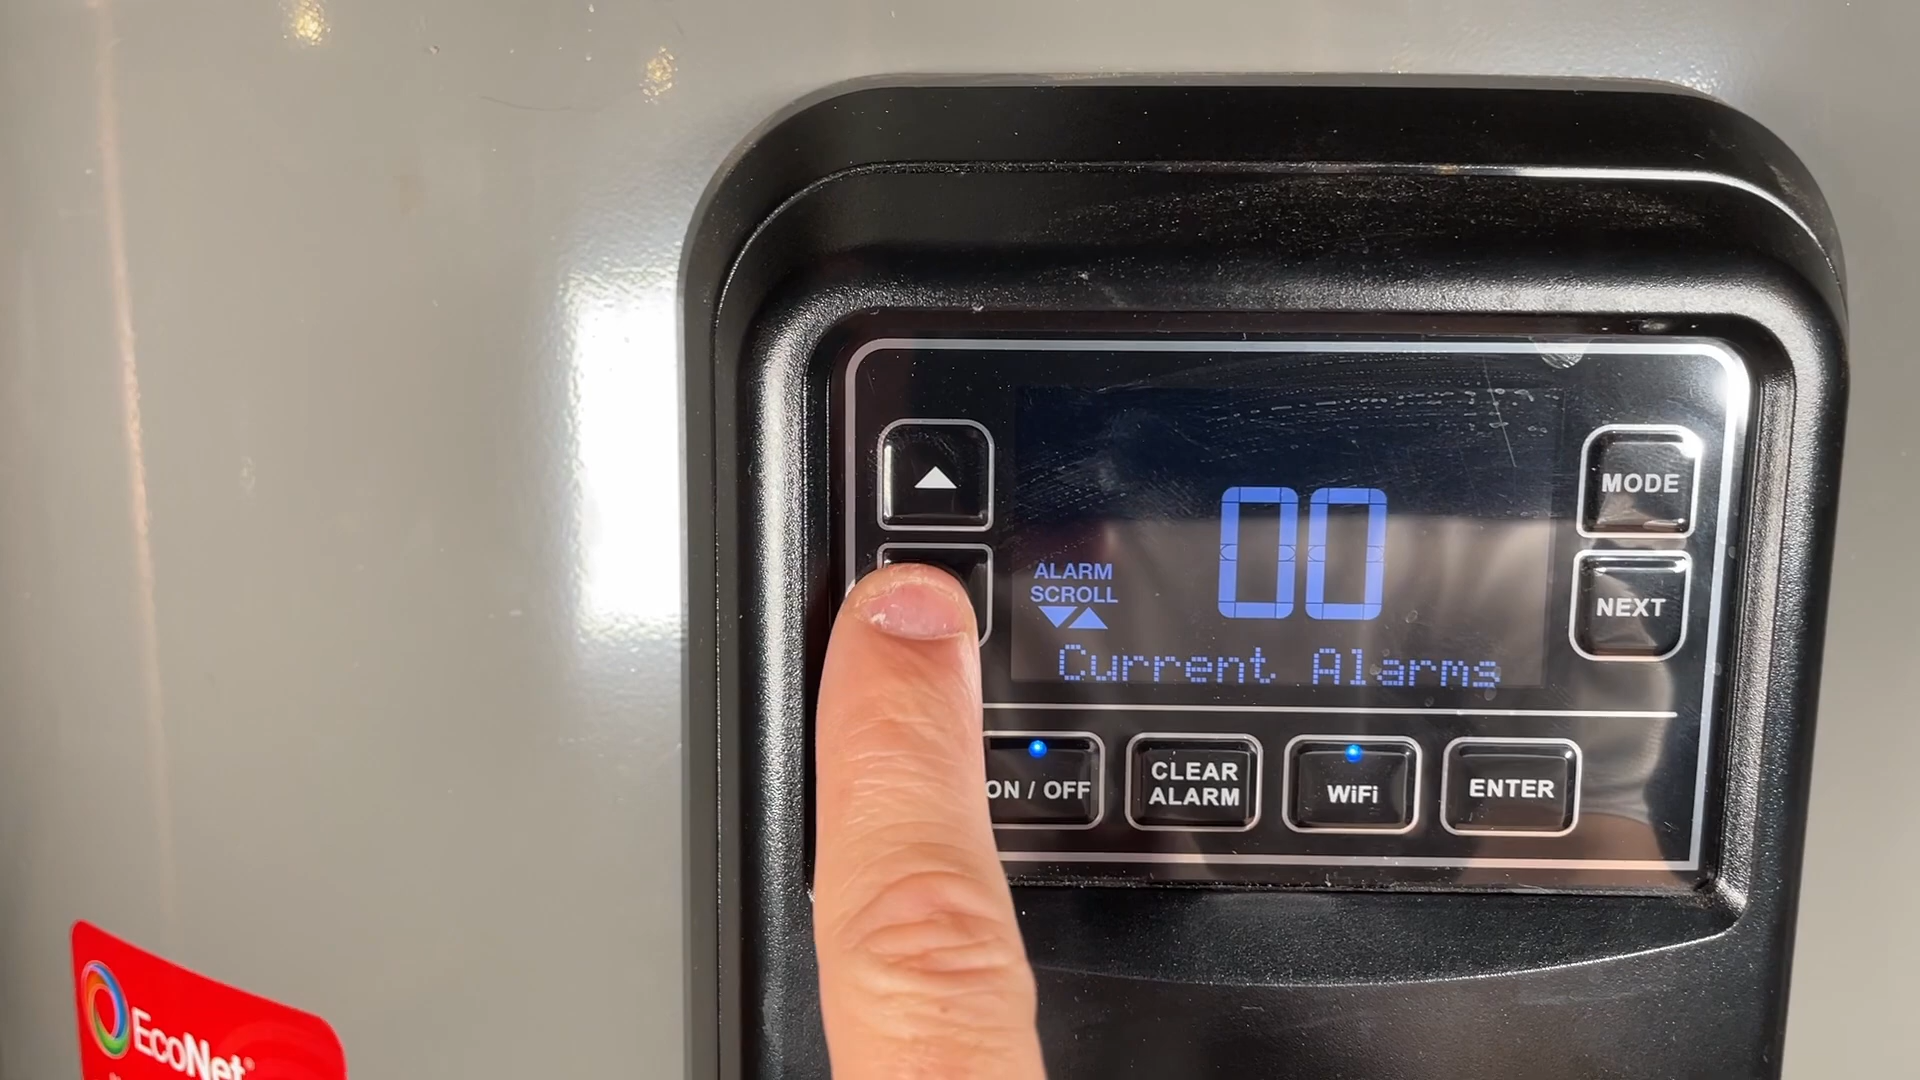 MODE
00
ALARM
SCROLL
NEXT
Current Alarms
ON / OFF
CLEAR
ALARM
WiFi
ENTER
EcoNet